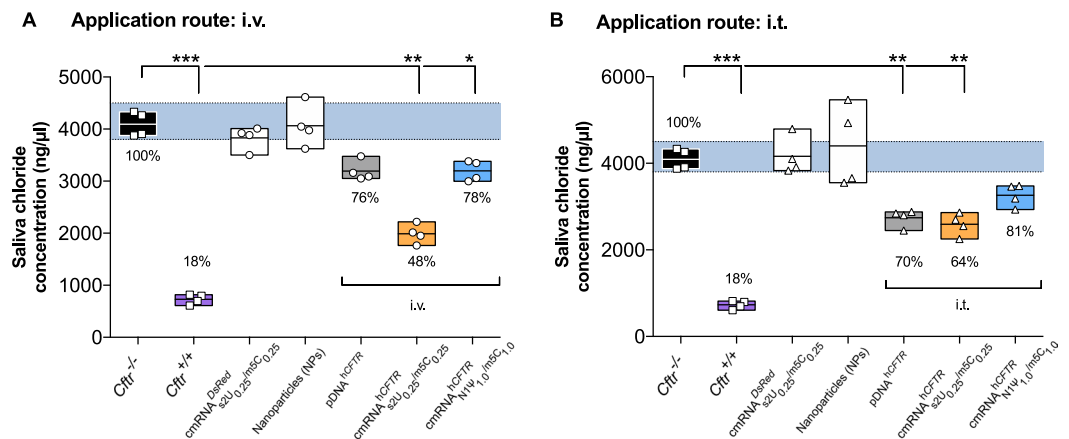 A Application route: i.v.
*** ** *
Saliva chloride
concentration (ng/µl)
5000
4000
3000
2000
1000
0
100%
18%
76%
48%
78%
i.v.
Cftr -/-
Cftr +/+
cmRNA DsRed s2U0.25/m5C0.25
Nanoparticles (NPs)
pDNA hCFTR
cmRNA hCFTR s2U0.25/m5C0.25
cmRNA hCFTR N1Ψ1.0/m5C1.0
B Application route: i.t.
*** ** **
Saliva chloride
concentration (ng/µl)
6000
4000
2000
0
100%
18%
70%
64%
81%
i.t.
Cftr -/-
Cftr +/+
cmRNA DsRed s2U0.25/m5C0.25
Nanoparticles (NPs)
pDNA hCFTR
cmRNA hCFTR s2U0.25/m5C0.25
cmRNA hCFTR N1Ψ1.0/m5C1.0